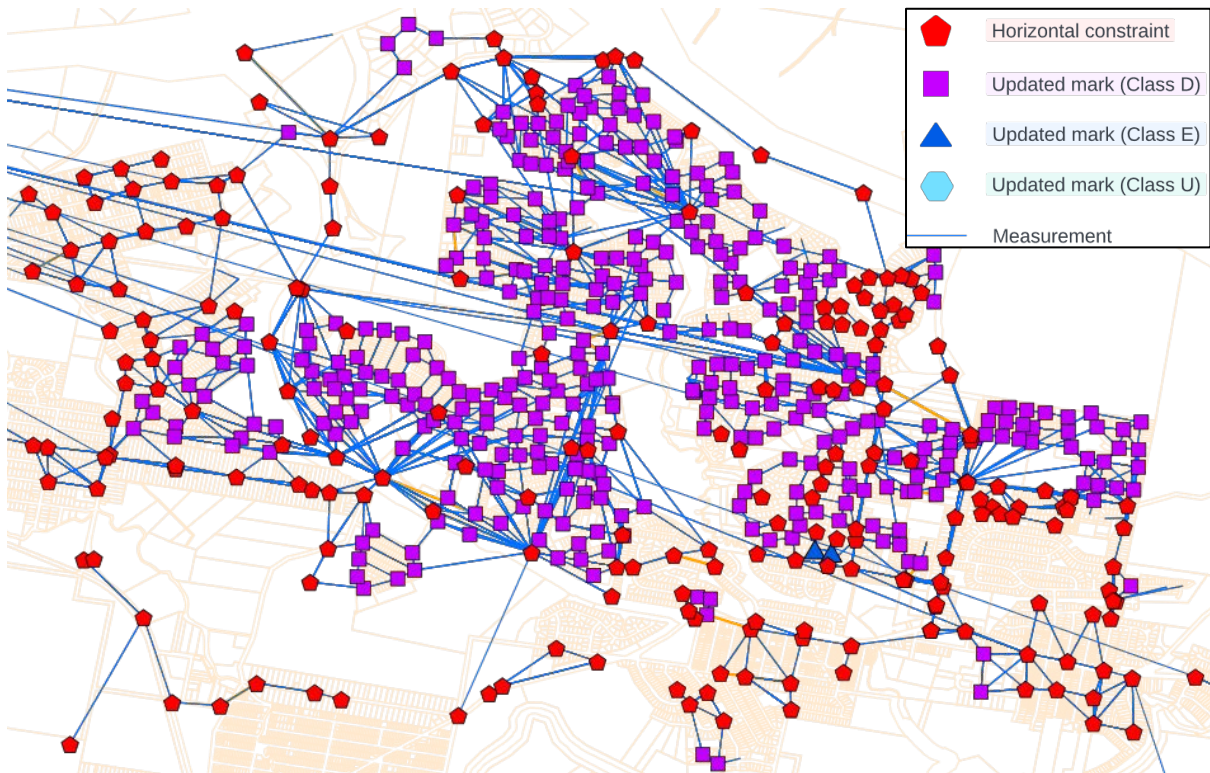 Horizontal constraint
Updated mark (Class D)
Updated mark (Class E)
Updated mark (Class U)
Measurement